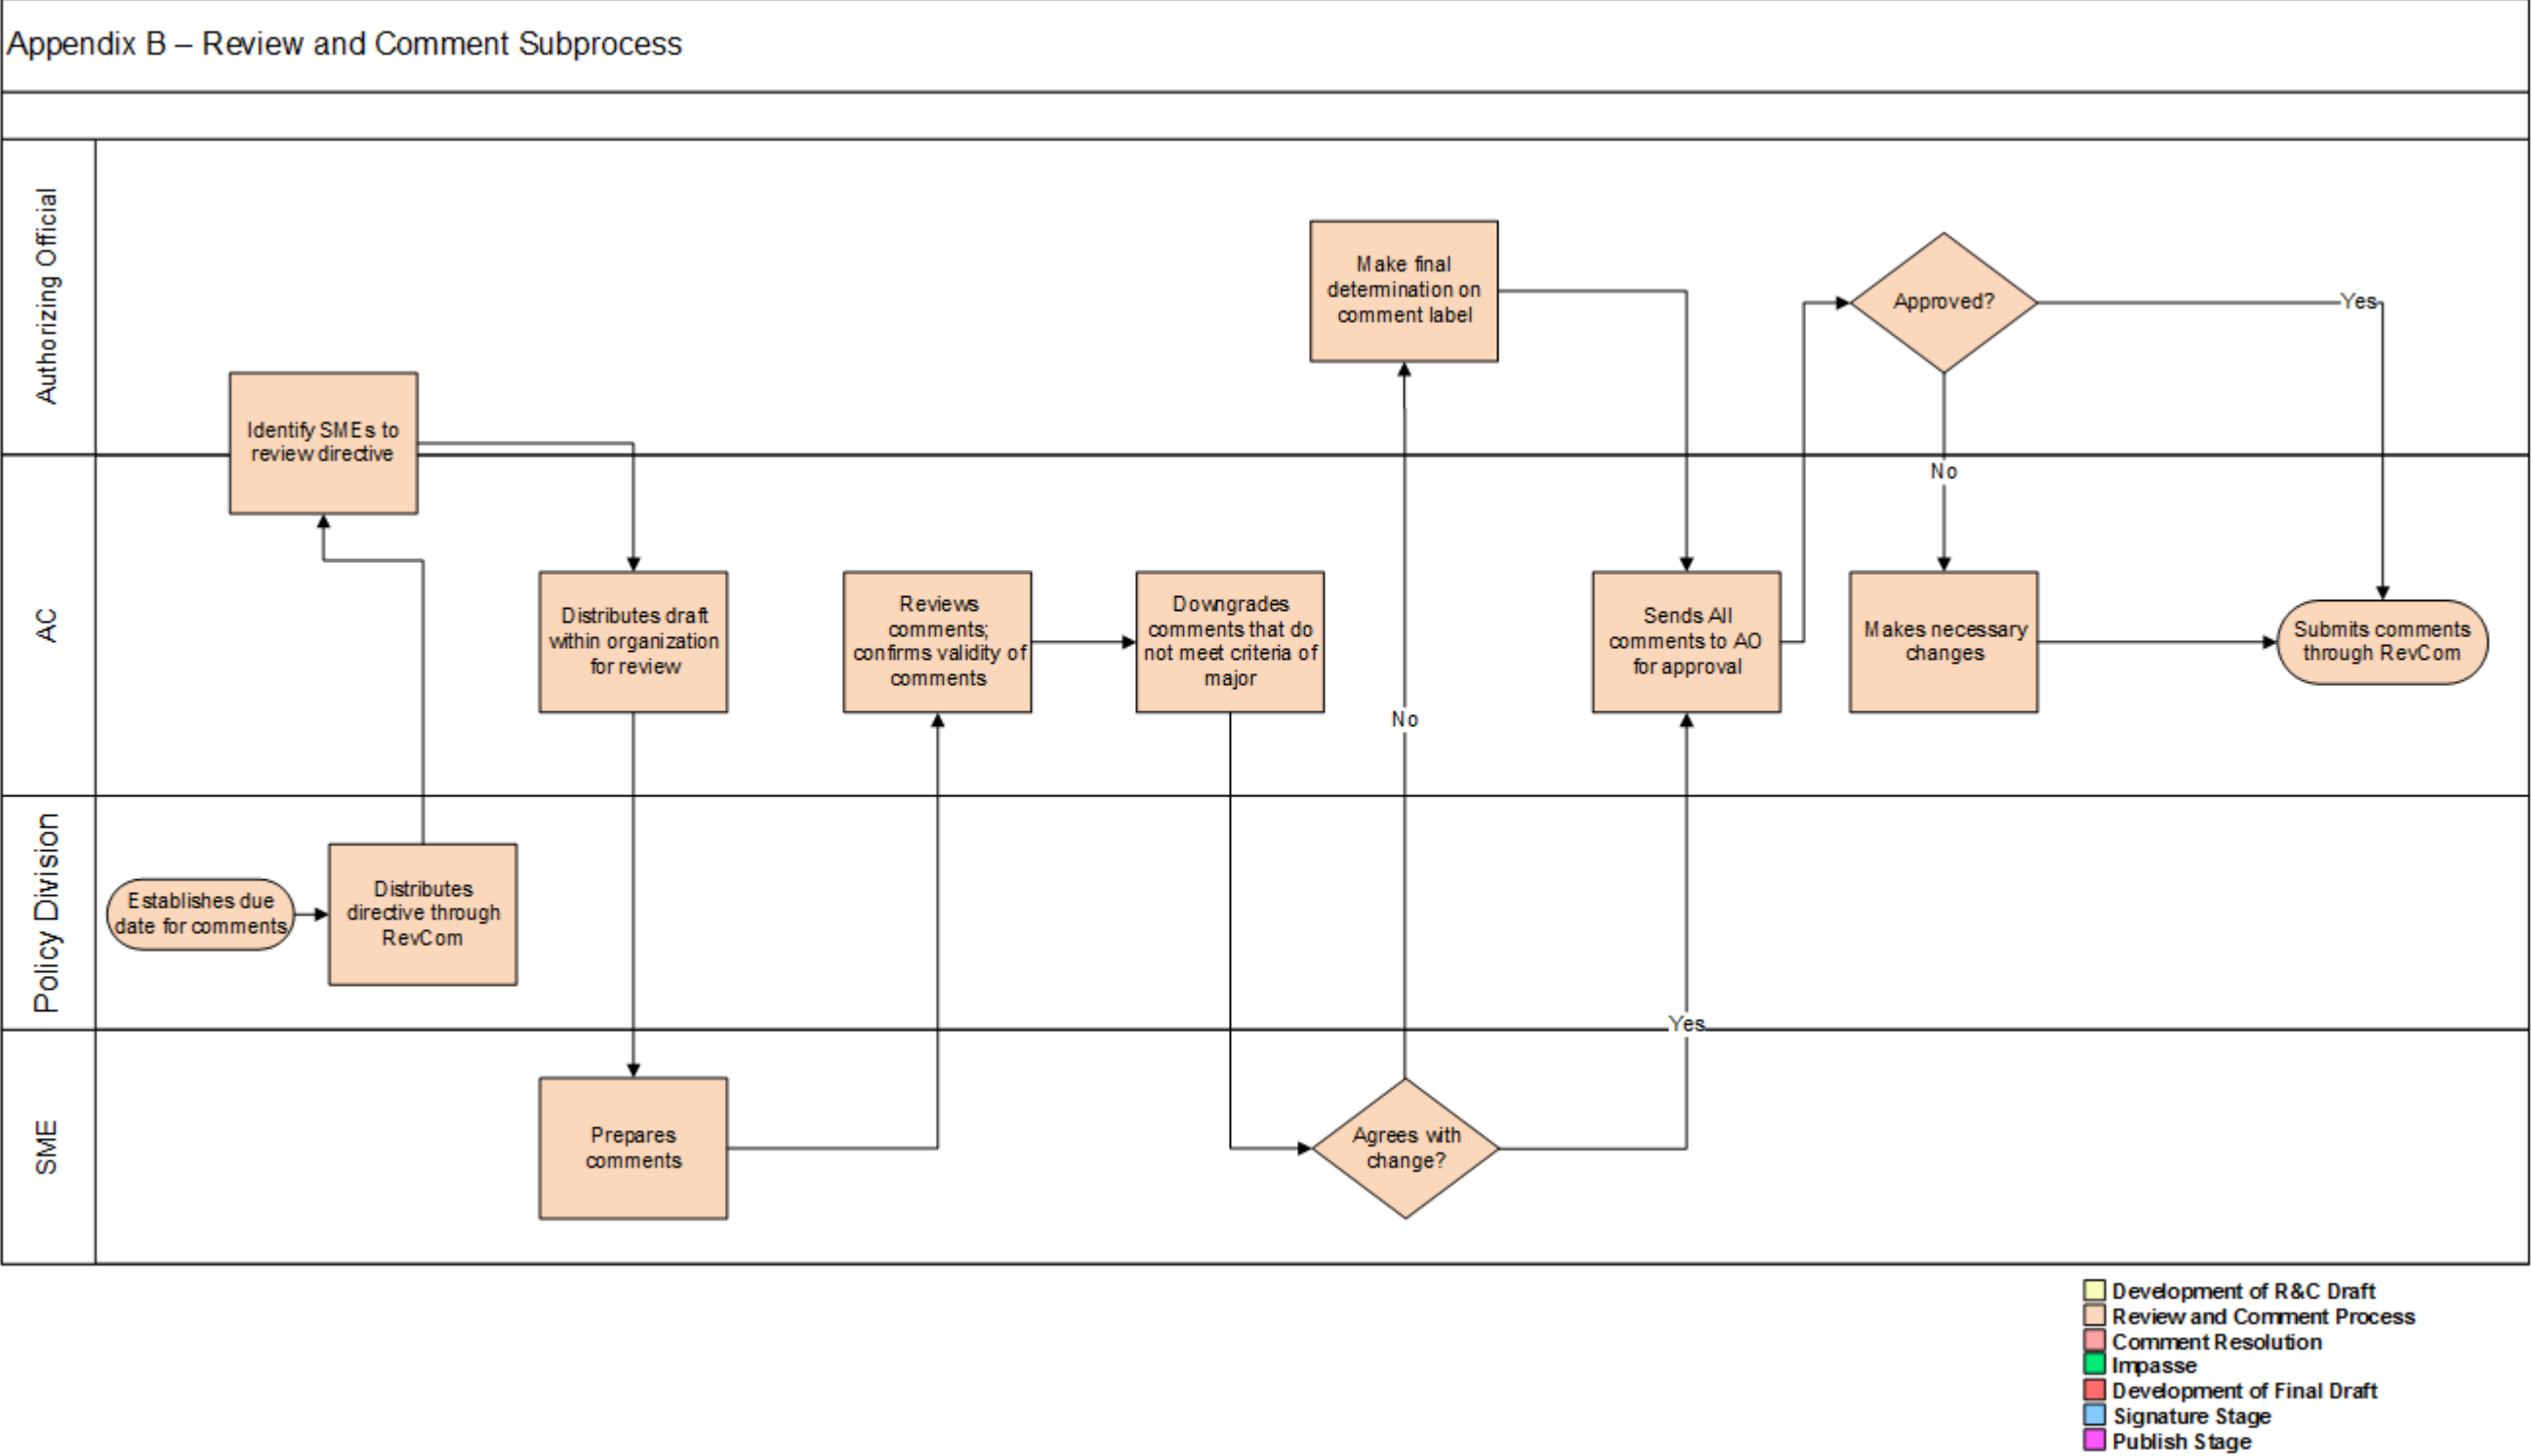 Appendix B – Review and Comment Subprocess
Authorizing Official
Make final
determination on
comment label
Approved?
Yes
Identify SMEs to
review directive
No
AC
Distributes draft
within organization
for review
Reviews
comments;
confirms validity of
comments
Downgrades
comments that do
not meet criteria of
major
No
Sends All
comments to AO
for approval
Makes necessary
changes
Submits comments
through RevCom
Policy Division
Establishes due
date for comments
Distributes
directive through
RevCom
Yes
SME
Prepares
comments
Agrees with
change?
Development of R&C Draft
Review and Comment Process
Comment Resolution
Impasse
Development of Final Draft
Signature Stage
Publish Stage